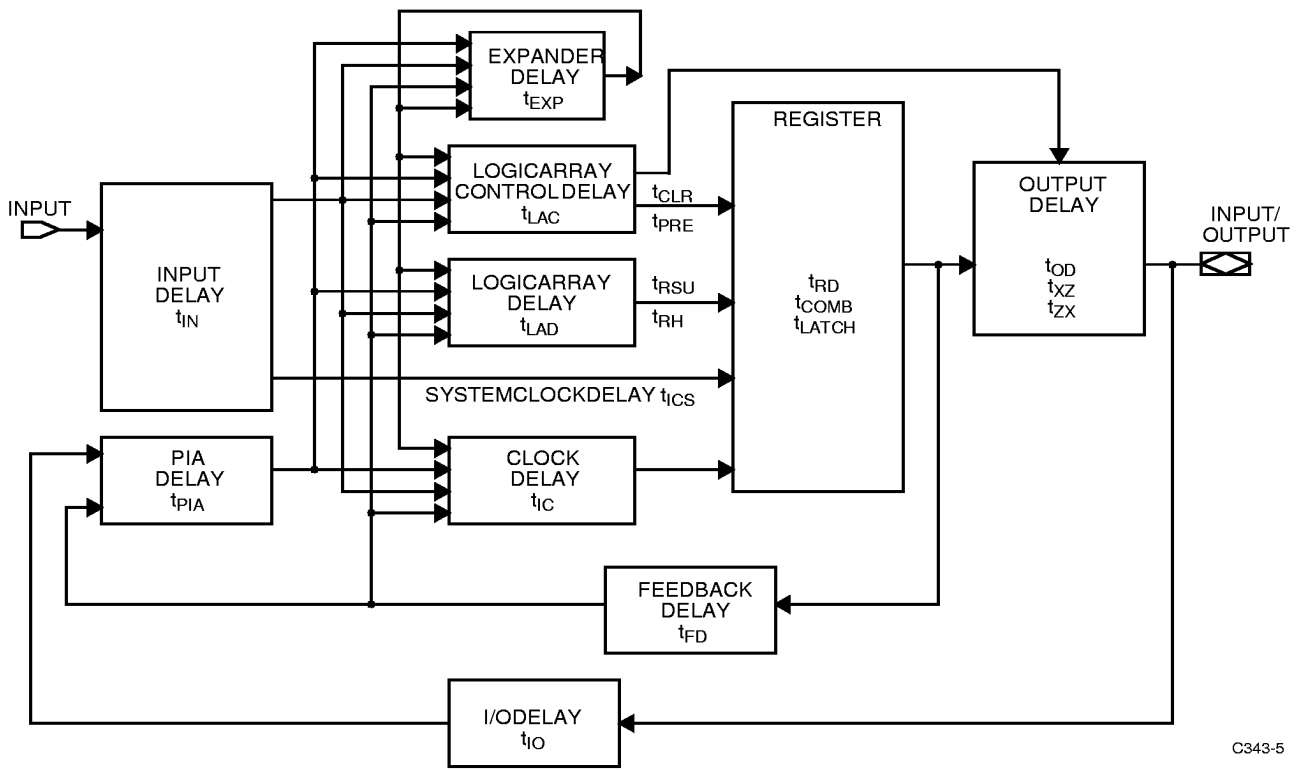 EXPANDER
DELAY
tEXP
REGISTER
LOGICARRAY
CONTROLDELAY
tLAC
tCLR
tPRE
OUTPUT
DELAY
INPUT
INPUT/
OUTPUT
INPUT
DELAY
tIN
LOGICARRAY
DELAY
tLAD
tRSU
tRH
tRD
tCOMB
tLATCH
tOD
tXZ
tZX
SYSTEMCLOCKDELAY tICS
PIA
DELAY
tPIA
CLOCK
DELAY
tIC
FEEDBACK
DELAY
tFD
I/ODELAY
tIO
C343-5